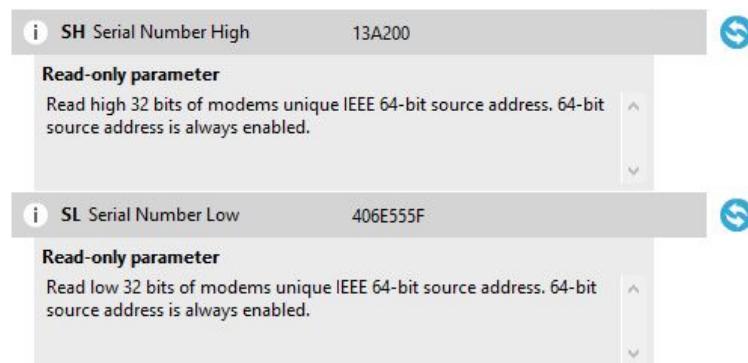 i SH Serial Number High 13A200
Read-only parameter
Read high 32 bits of modems unique IEEE 64-bit source address. 64-bit
source address is always enabled.
i SL Serial Number Low 406E555F
Read-only parameter
Read low 32 bits of modems unique IEEE 64-bit source address. 64-bit
source address is always enabled.